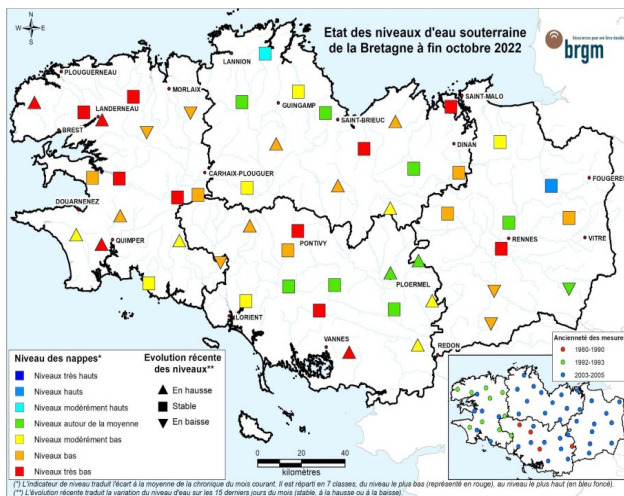 Etat des niveaux d'eau souterraine
de la Bretagne à fin octobre 2022
Géosciences pour une Terre durable
brgm
N
W E
S
LANNION
PLOUGUERNEAU
MORLAIX
SAINT-MALO
GUINGAMP
LANDERNEAU
SAINT-BRIEUC
BREST
DINAN
CARHAIX-PLOUGUER
FOUGERES
DOUARNENEZ
QUIMPER
PONTIVY
RENNES
VITRE
PLOERMEL
LORIENT
VANNES
REDON
Niveau des nappes*
Niveaux très hauts
Niveaux hauts
Niveaux modérément hauts
Niveaux autour de la moyenne
Niveaux modérément bas
Niveaux bas
Niveaux très bas
Evolution récente
des niveaux**
En hausse
Stable
En baisse
0 20 40
kilomètres
Ancienneté des mesures
1980-1990
1992-1993
2003-2005
(*) L'indicateur de niveau traduit l'écart à la moyenne de la chronique du mois courant. Il est réparti en 7 classes, du niveau le plus bas (représenté en rouge), au niveau le plus haut (en bleu foncé).
(**) L'évolution récente traduit la variation du niveau d'eau sur les 15 derniers jours du mois (stable, à la hausse ou à la baisse).